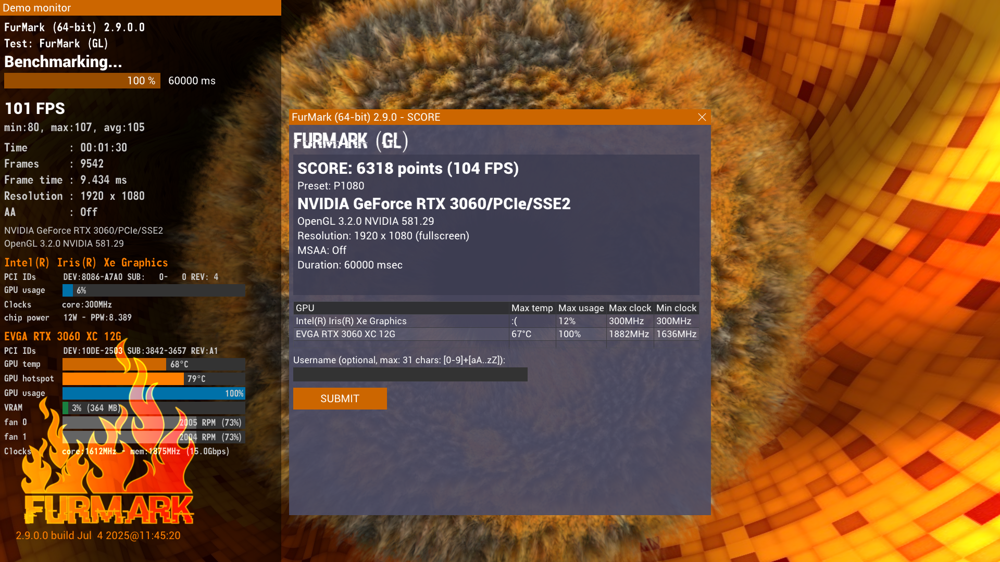 Demo monitor
FurMark (64-bit) 2.9.0.0
Test: FurMark (GL)
Benchmarking...
100 % 60000 ms
101 FPS
min:80, max:107, avg:105
Time : 00:01:30
Frames : 9542
Frame time : 9.434 ms
Resolution : 1920 x 1080
AA : Off
NVIDIA GeForce RTX 3060/PCIe/SSE2
OpenGL 3.2.0 NVIDIA 581.29
Intel(R) Iris(R) Xe Graphics
PCI IDs DEV:8086-A7A0 SUB: 0- 0 REV: 4
GPU usage 6%
Clocks core:300MHz
chip power 12W - PPW:8.389
EVGA RTX 3060 XC 12G
PCI IDs DEV:10DE-2503 SUB:3842-3657 REV:A1
GPU temp 68°C
GPU hotspot 79°C
GPU usage 100%
VRAM 3% (364 MB)
fan 0 2005 RPM (73%)
fan 1 2004 RPM (73%)
Clocks core:1612MHz - mem:1875MHz (15.0Gbps)
FURMARK
2.9.0.0 build Jul 4 2025@11:45:20
FurMark (64-bit) 2.9.0 - SCORE
FURMARK (GL)
SCORE: 6318 points (104 FPS)
Preset: P1080
NVIDIA GeForce RTX 3060/PCIe/SSE2
OpenGL 3.2.0 NVIDIA 581.29
Resolution: 1920 x 1080 (fullscreen)
MSAA: Off
Duration: 60000 msec
GPU Max temp Max usage Max clock Min clock
Intel(R) Iris(R) Xe Graphics :( 12% 300MHz 300MHz
EVGA RTX 3060 XC 12G 67°C 100% 1882MHz 1636MHz
Username (optional, max: 31 chars: [0-9]+[aA..zZ]):
SUBMIT